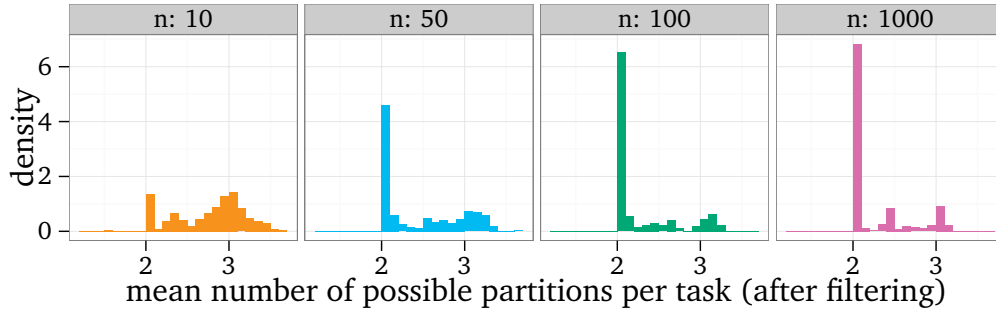 n: 10 n: 50 n: 100 n: 1000
density
6
4
2
0
2 3 2 3 2 3 2 3
mean number of possible partitions per task (after filtering)